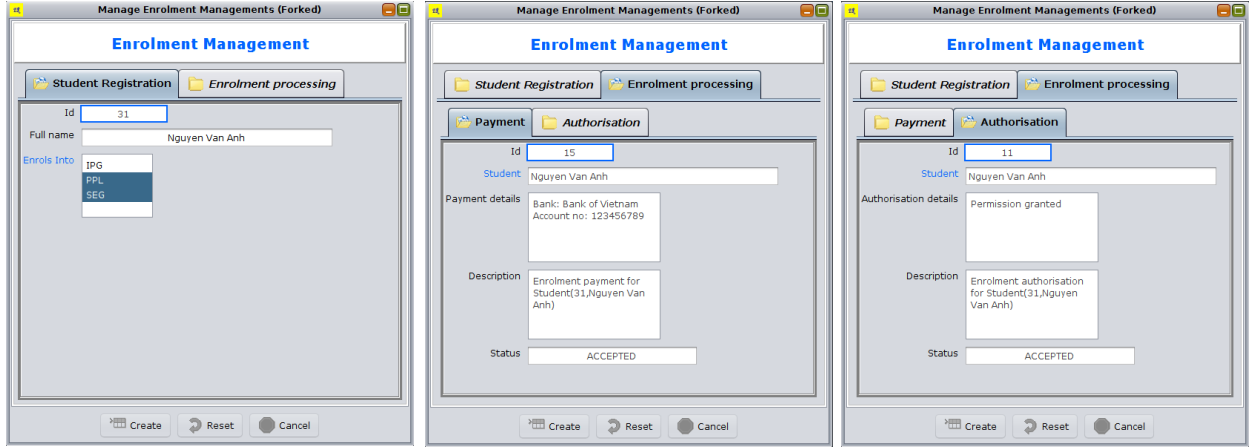 Manage Enrolment Managements (Forked)
Enrolment Management
Student Registration Enrolment processing
Id 31
Full name Nguyen Van Anh
Enrols Into IPG
PPL
SEG
Create Reset Cancel
Manage Enrolment Managements (Forked)
Enrolment Management
Student Registration Enrolment processing
Payment Authorisation
Id 15
Student Nguyen Van Anh
Payment details Bank: Bank of Vietnam
Account no: 123456789
Description Enrolment payment for
Student(31,Nguyen Van
Anh)
Status ACCEPTED
Create Reset Cancel
Manage Enrolment Managements (Forked)
Enrolment Management
Student Registration Enrolment processing
Payment Authorisation
Id 11
Student Nguyen Van Anh
Authorisation details Permission granted
Description Enrolment authorisation
for Student(31,Nguyen
Van Anh)
Status ACCEPTED
Create Reset Cancel